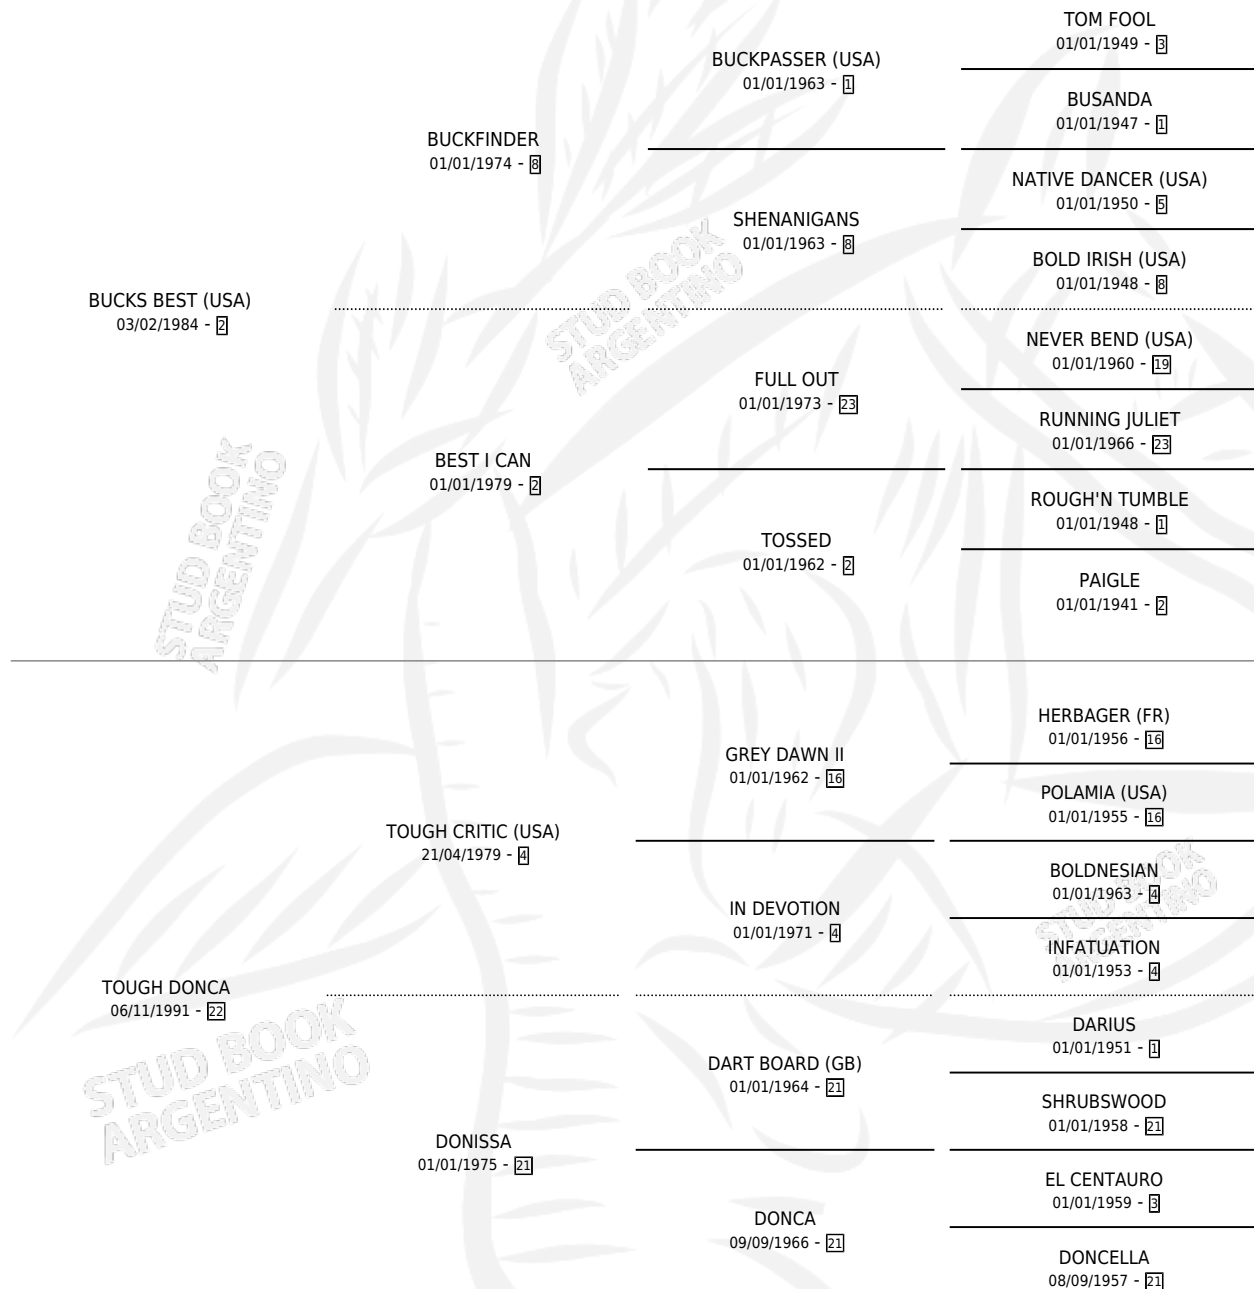 TOM FOOL
01/01/1949 - 3
BUCKPASSER (USA)
01/01/1963 - 1
BUSANDA
01/01/1947 - 1
BUCKFINDER
01/01/1974 - 8
NATIVE DANCER (USA)
01/01/1950 - 5
SHENANIGANS
01/01/1963 - 8
BOLD IRISH (USA)
01/01/1948 - 8
BUCKS BEST (USA)
03/02/1984 - 2
NEVER BEND (USA)
01/01/1960 - 19
FULL OUT
01/01/1973 - 23
RUNNING JULIET
01/01/1966 - 23
BEST I CAN
01/01/1979 - 2
ROUGH'N TUMBLE
01/01/1948 - 1
TOSSED
01/01/1962 - 2
PAIGLE
01/01/1941 - 2
HERBAGER (FR)
01/01/1956 - 16
GREY DAWN II
01/01/1962 - 16
POLAMIA (USA)
01/01/1955 - 16
TOUGH CRITIC (USA)
21/04/1979 - 4
BOLDNESIAN
01/01/1963 - 4
IN DEVOTION
01/01/1971 - 4
INFATUATION
01/01/1953 - 4
TOUGH DONCA
06/11/1991 - 22
DARIUS
01/01/1951 - 1
DART BOARD (GB)
01/01/1964 - 21
SHRUBSWOOD
01/01/1958 - 21
DONISSA
01/01/1975 - 21
EL CENTAURO
01/01/1959 - 3
DONCA
09/09/1966 - 21
DONCELLA
08/09/1957 - 21
STUD BOOK
ARGENTINO
STUD BOOK
ARGENTINO
STUD BOOK
ARGENTINO
STUD BOOK
ARGENTINO